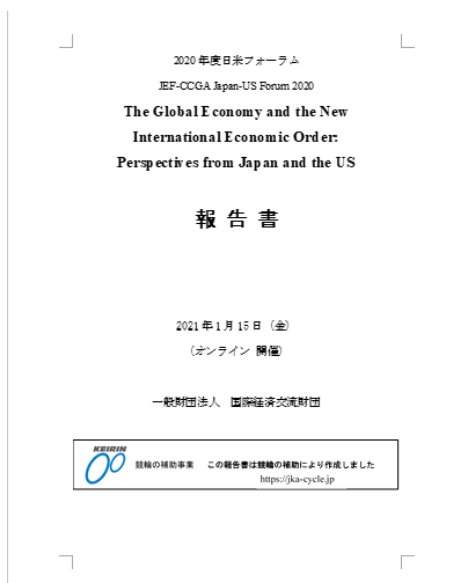 2020年度日米フォーラム
JEF-CCGA Japan-US Forum 2020
The Global Economy and the New
International Economic Order:
Perspectives from Japan and the US
報 告 書
2021年1月15日（金）
（オンライン 開催）
一般財団法人 国際経済交流財団
KEIRIN
競輪の補助事業 この報告書は競輪の補助により作成しました
https://jka-cycle.jp